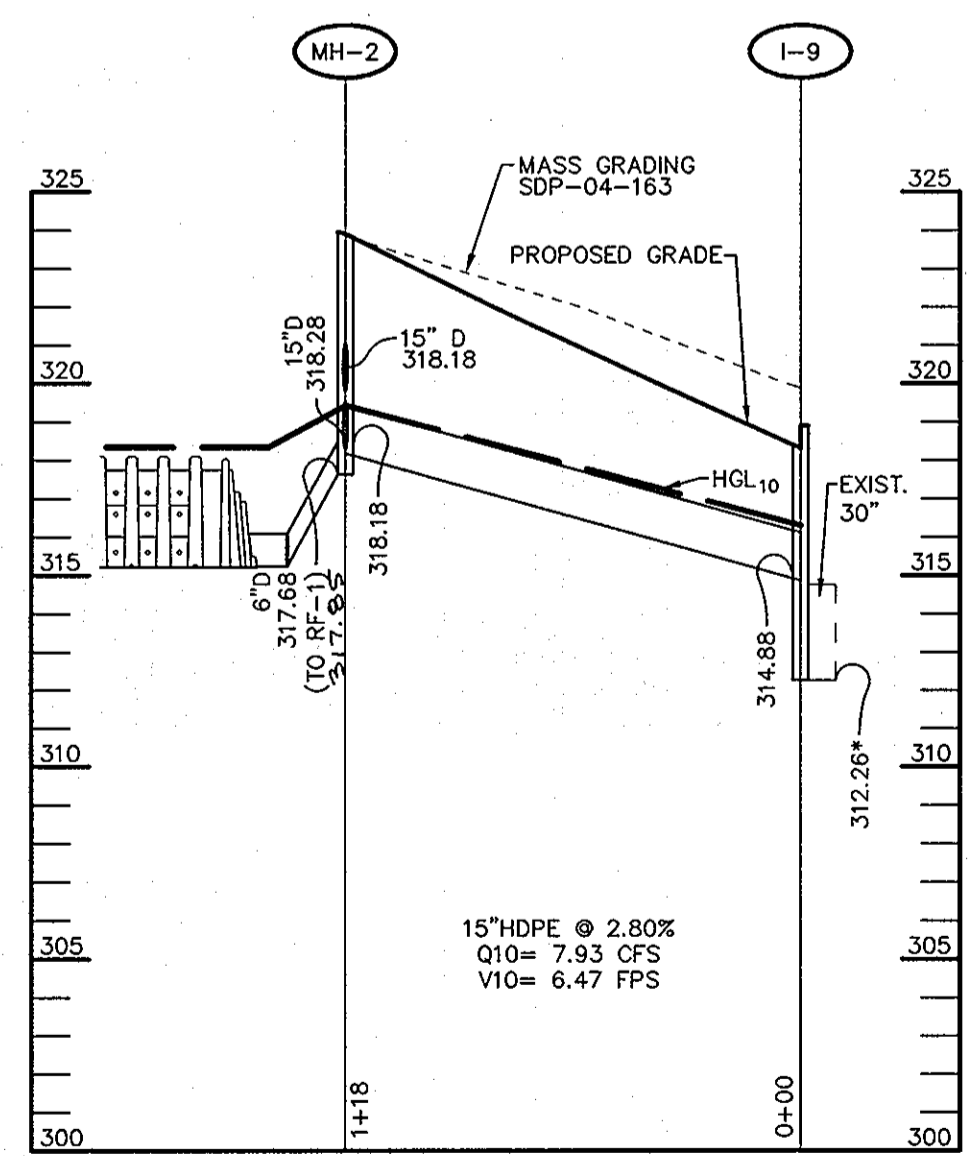 MH-2
I-9
325
325
MASS GRADING
SDP-04-163
PROPOSED GRADE
15"D
318.28
15" D
318.18
320
320
HGL10
EXIST.
30"
318.18
315
315
6"D
317.68
(TO RF-1)
317.85
314.88
312.26*
310
310
15"HDPE @ 2.80%
Q10= 7.93 CFS
V10= 6.47 FPS
305
305
1+18
0+00
300
300